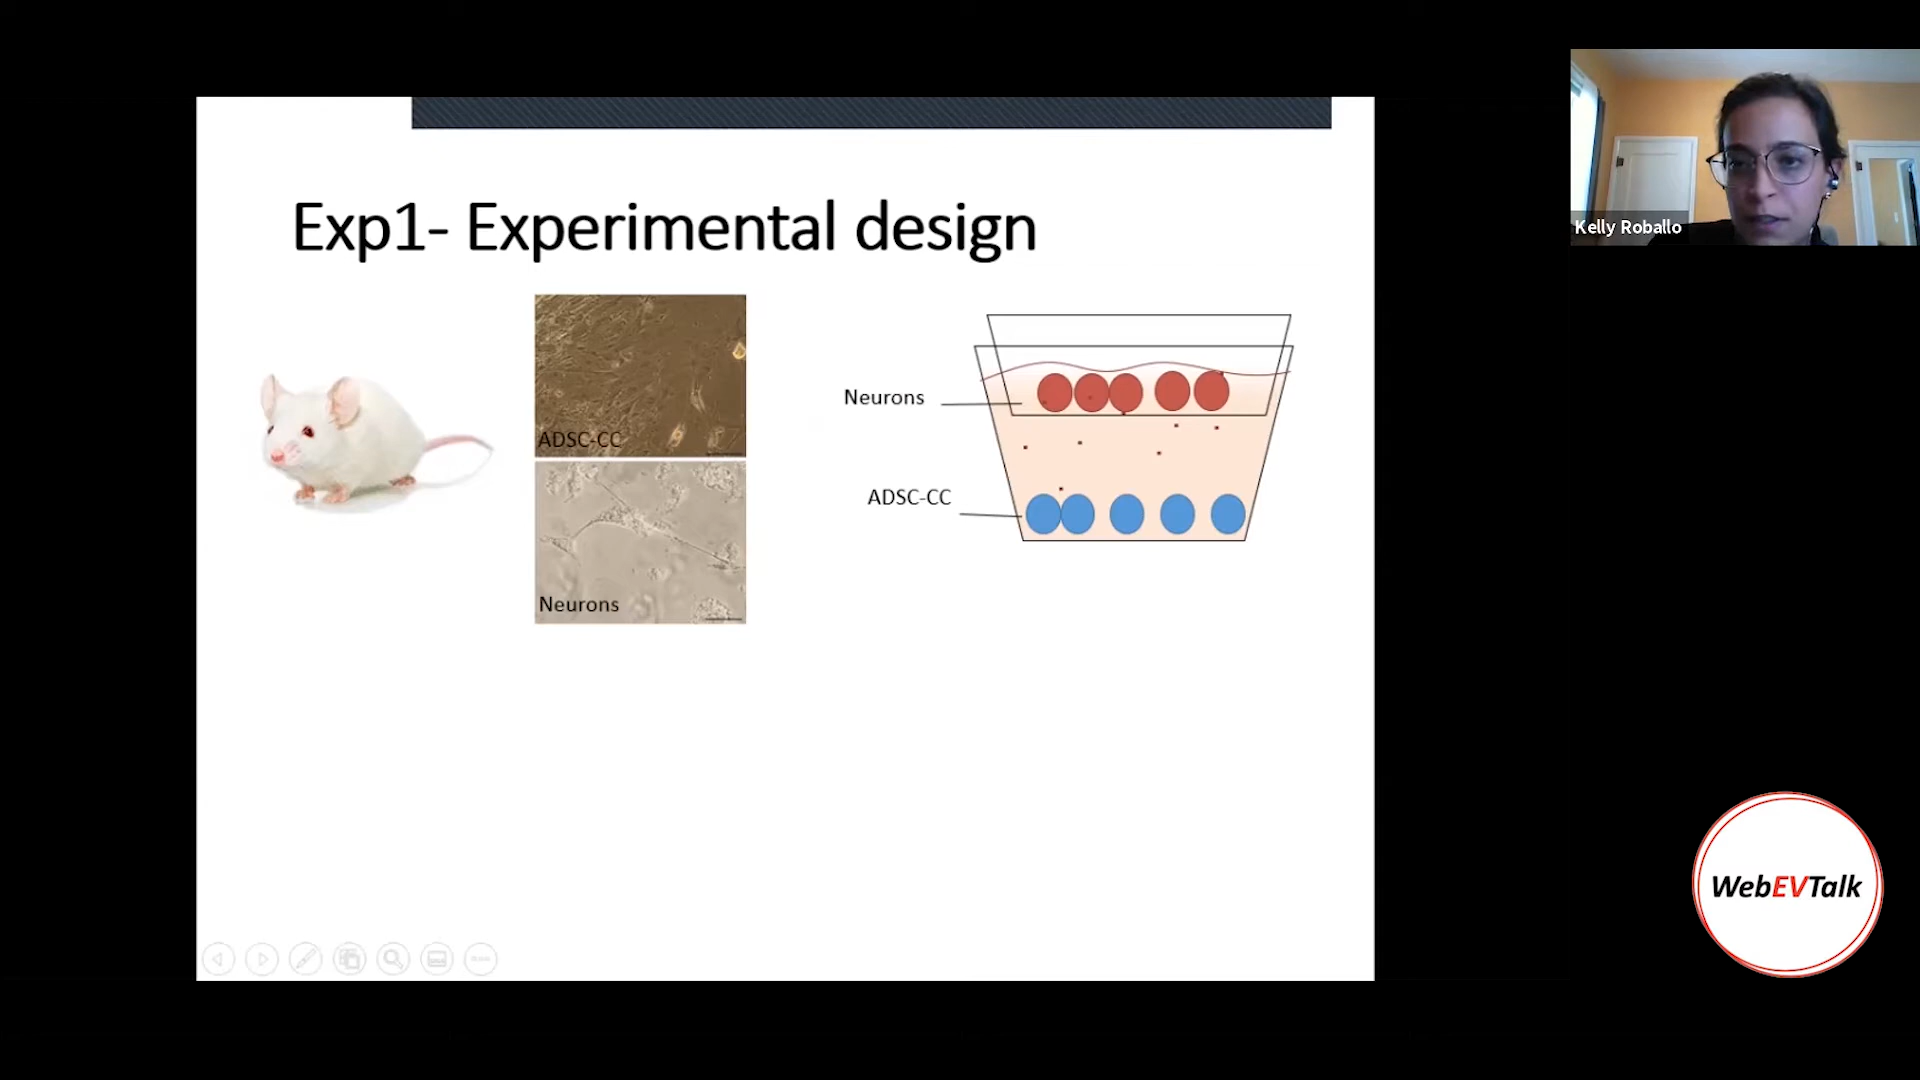 Exp1- Experimental design
ADSC-CC
Neurons
Neurons
ADSC-CC
Kelly Roballo
WebEVTalk